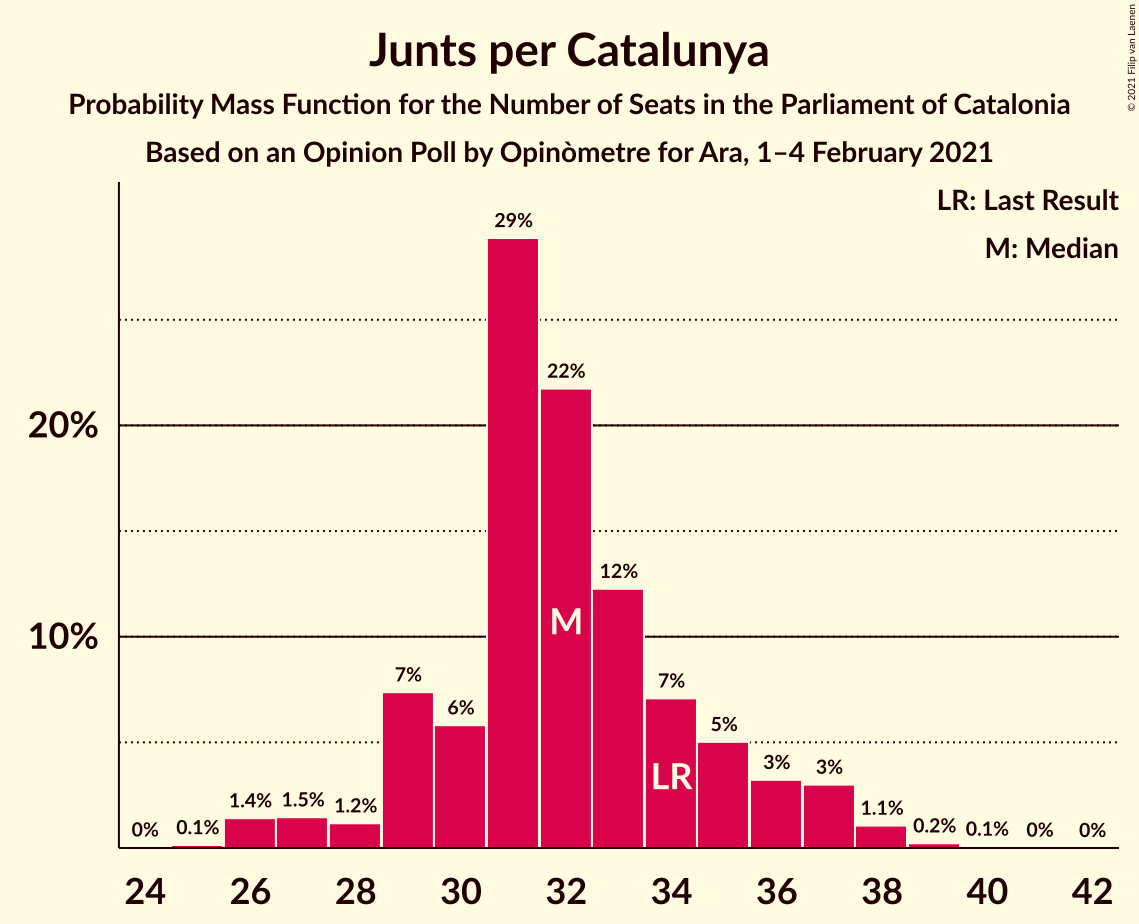 Junts per Catalunya
Probability Mass Function for the Number of Seats in the Parliament of Catalonia
Based on an Opinion Poll by Opinòmetre for Ara, 1–4 February 2021
© 2021 Filip van Laenen
LR: Last Result
M: Median
20%
10%
0%
0.1%
1.4%
1.5%
1.2%
7%
6%
29%
22%
12%
7%
5%
3%
3%
1.1%
0.2%
0.1%
0%
0%
M
LR
24 26 28 30 32 34 36 38 40 42